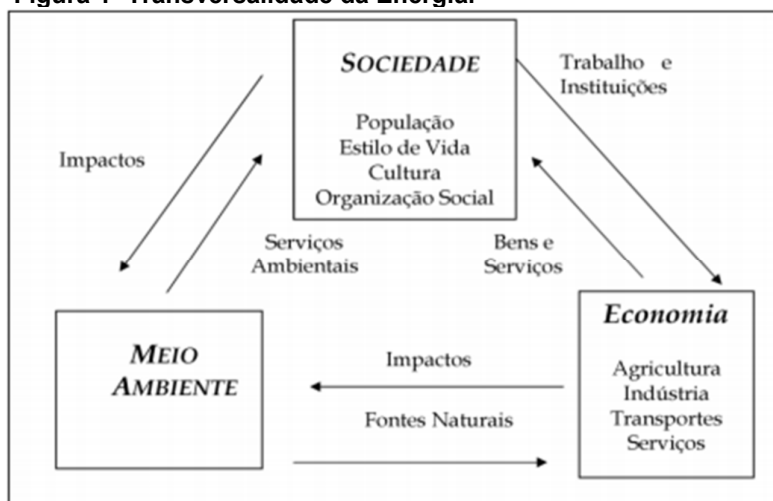 Figura 1- Transversalidade da Energia.
SOCIEDADE
População
Estilo de Vida
Cultura
Organização Social
Trabalho e
Instituições
Impactos
Serviços
Ambientais
Bens e
Serviços
MEIO
AMBIENTE
Impactos
Fontes Naturais
Economia
Agricultura
Indústria
Transportes
Serviços